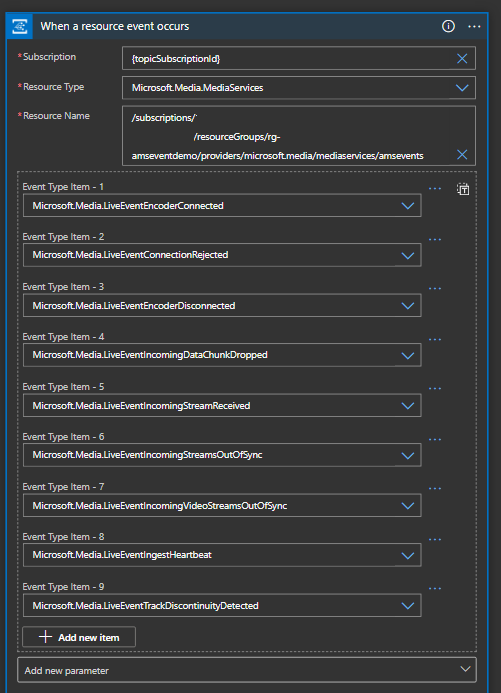 When a resource event occurs
*Subscription
{topicSubscriptionId}
*Resource Type
Microsoft.Media.MediaServices
*Resource Name
/subscriptions/
/resourceGroups/rg-
amseventdemo/providers/microsoft.media/mediaservices/amsevents
Event Type Item - 1
Microsoft.Media.LiveEventEncoderConnected
Event Type Item - 2
Microsoft.Media.LiveEventConnectionRejected
Event Type Item - 3
Microsoft.Media.LiveEventEncoderDisconnected
Event Type Item - 4
Microsoft.Media.LiveEventIncomingDataChunkDropped
Event Type Item - 5
Microsoft.Media.LiveEventIncomingStreamReceived
Event Type Item - 6
Microsoft.Media.LiveEventIncomingStreamsOutOfSync
Event Type Item - 7
Microsoft.Media.LiveEventIncomingVideoStreamsOutOfSync
Event Type Item - 8
Microsoft.Media.LiveEventIngestHeartbeat
Event Type Item - 9
Microsoft.Media.LiveEventTrackDiscontinuityDetected
Add new item
Add new parameter